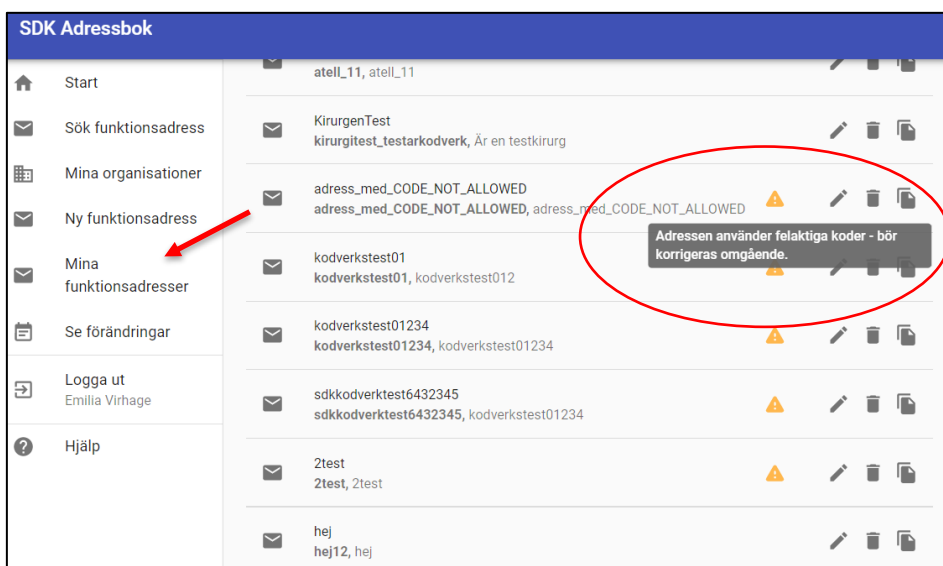 SDK Adressbok
Start
Sök funktionsadress
Mina organisationer
Ny funktionsadress
Mina
funktionsadresser
Se förändringar
Logga ut
Emilia Virhage
Hjälp
atell_11, atell_11
KirurgenTest
kirurgitest_testarkodverk, Är en testkirurg
adress_med_CODE_NOT_ALLOWED
adress_med_CODE_NOT_ALLOWED, adress_med_CODE_NOT_ALLOWED
Adressen använder felaktiga koder - bör
korrigeras omgående.
kodverkstest01
kodverkstest01, kodverkstest012
kodverkstest01234
kodverkstest01234, kodverkstest01234
sdkkodverktest6432345
sdkkodverktest6432345, kodverkstest01234
2test
2test, 2test
hej
hej12, hej